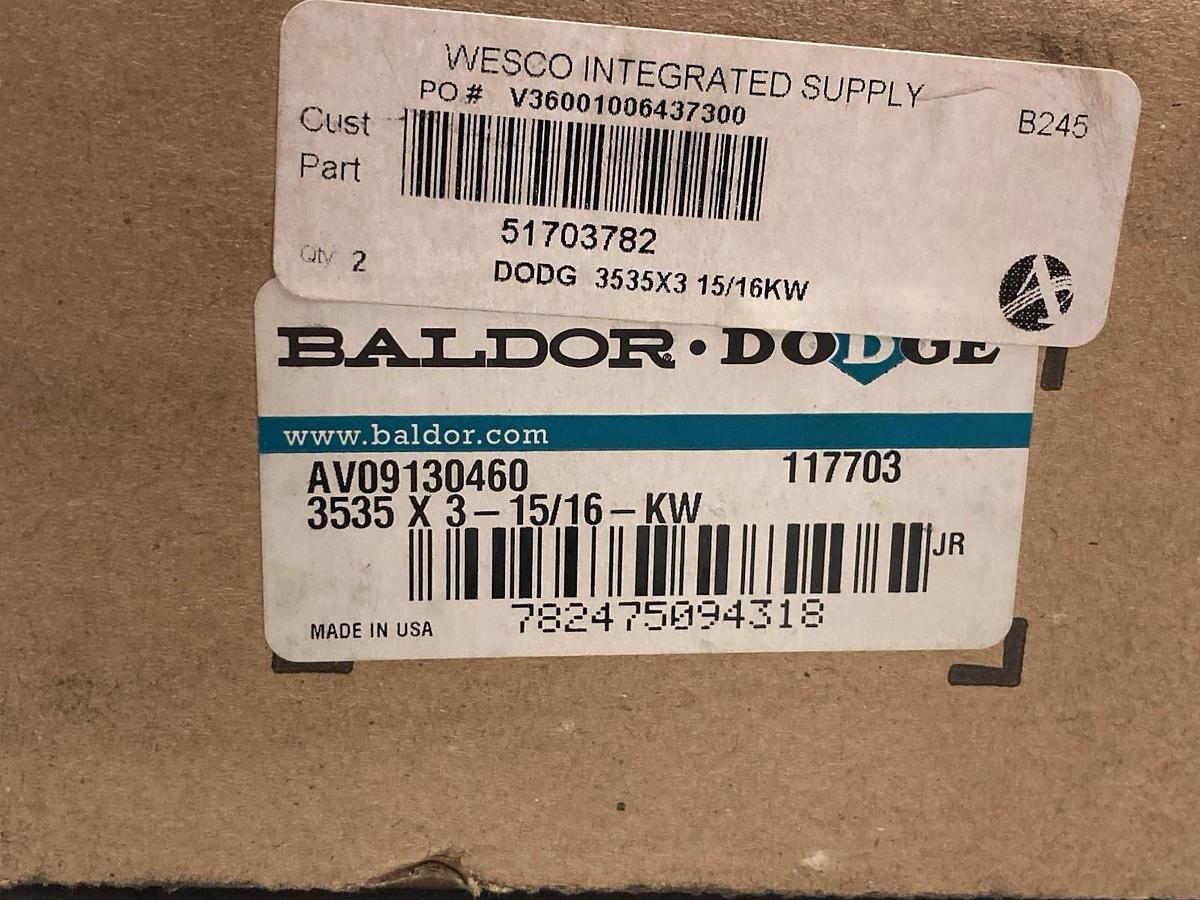 WESCO INTEGRATED SUPPLY
PO # V36001006437300
B245
Cust
Part
51703782
Qty 2
DODG 3535X3 15/16KW
BALDOR · DODGE
www.baldor.com
AV09130460 117703
3535 X 3-15/16-KW
JR
782475094318
MADE IN USA